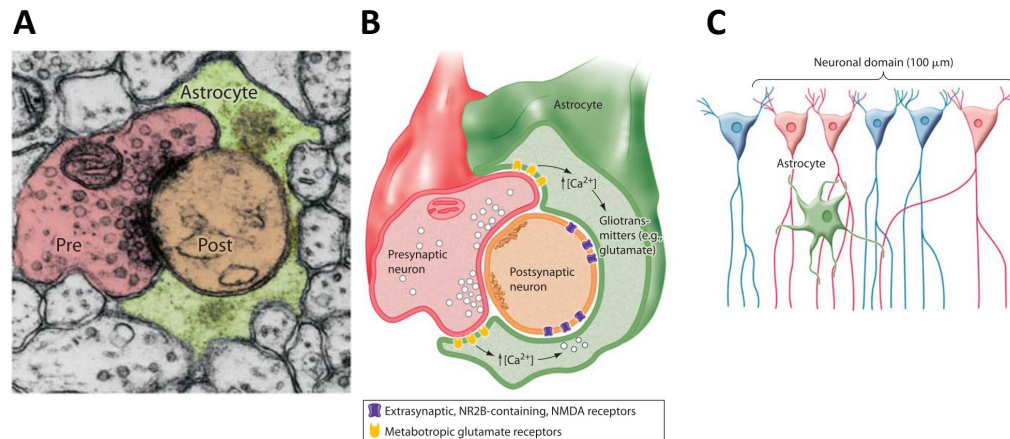 A
Astrocyte
Pre
Post
B
Astrocyte
↑[Ca²⁺]
Gliotrans-
mitters (e.g.,
glutamate)
Presynaptic
neuron
Postsynaptic
neuron
↑[Ca²⁺]
Extrasynaptic, NR2B-containing, NMDA receptors
Metabotropic glutamate receptors
C
Neuronal domain (100 μm)
Astrocyte